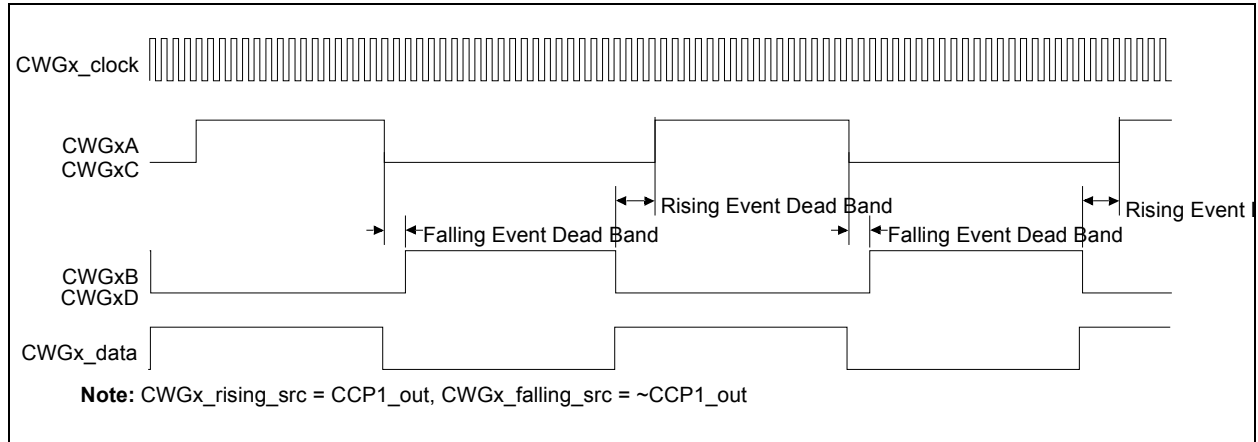 CWGx_clock
CWGxA
CWGxC
Rising Event Dead Band
Rising Event
Falling Event Dead Band
Falling Event Dead Band
CWGxB
CWGxD
CWGx_data
Note: CWGx_rising_src = CCP1_out, CWGx_falling_src = ~CCP1_out